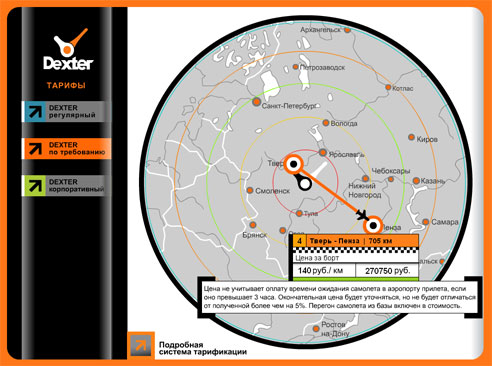 Dexter
ТАРИФЫ
DEXTER
регулярный
DEXTER
по требованию
DEXTER
корпоративный
Архангельск
Петрозаводск
Котлас
Санкт-Петербург
Вологда
Киров
Ярославль
Тверь
Чебоксары
Казань
Нижний
Новгород
Смоленск
Тула
Самара
Пенза
Брянск
4 Тверь - Пенза 705 км
Цена за борт
140 руб./ км 270750 руб.
Цена не учитывает оплату времени ожидания самолета в аэропорту прилета, если
оно превышает 3 часа. Окончательная цена будет уточняться, но не будет отличаться
от полученной более чем на 5%. Перегон самолета из базы включен в стоимость.
Ростов
на-Дону
Подробная
система тарификации